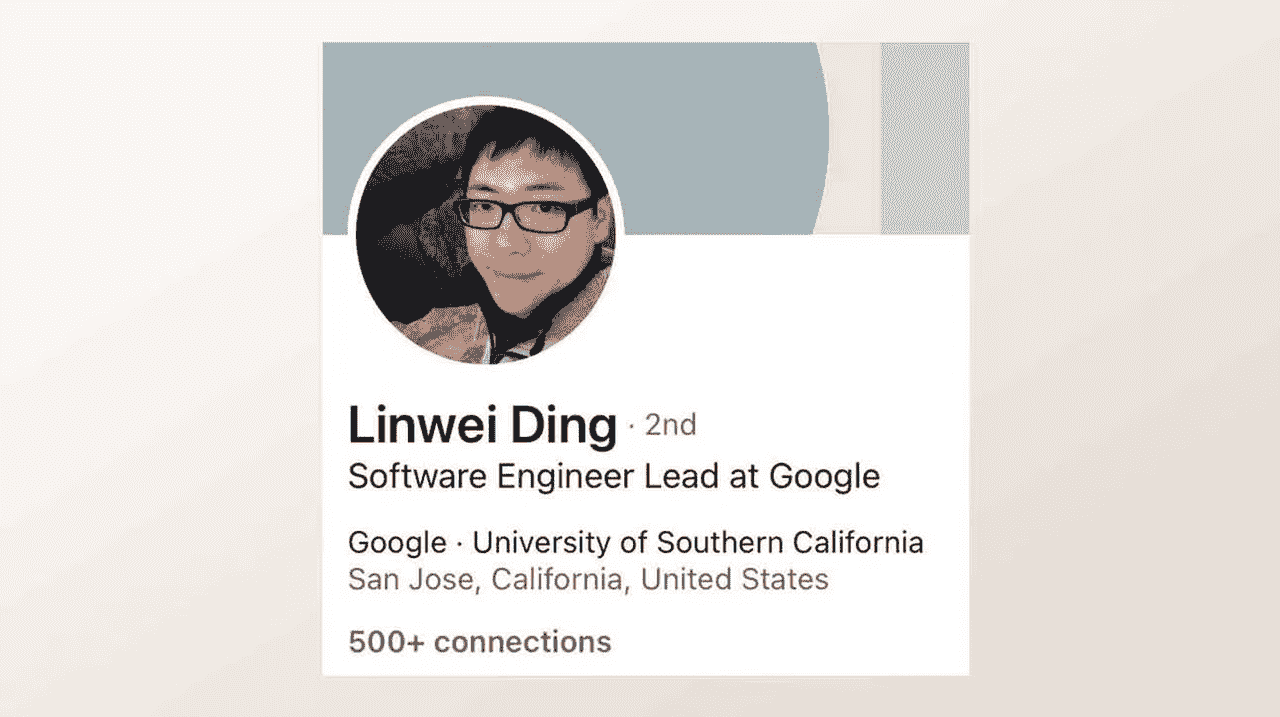 Linwei Ding · 2nd
Software Engineer Lead at Google
Google · University of Southern California
San Jose, California, United States
500+ connections